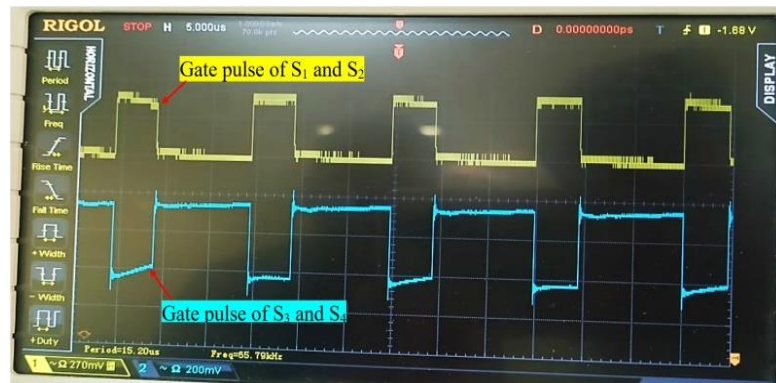 RIGOL STOP H 5.000us D 0.00000000ps T 1 -1.68 V
HORIZONTAL
DISPLAY
Gate pulse of S₁ and S₂
Period
Freq
Rise Time
Fall Time
+Width
-Width
+Duty
Gate pulse of S₃ and S₄
Period=15.20us Freq=65.79kHz
1 ~ Ω 270mV 2 ~ Ω 200mV